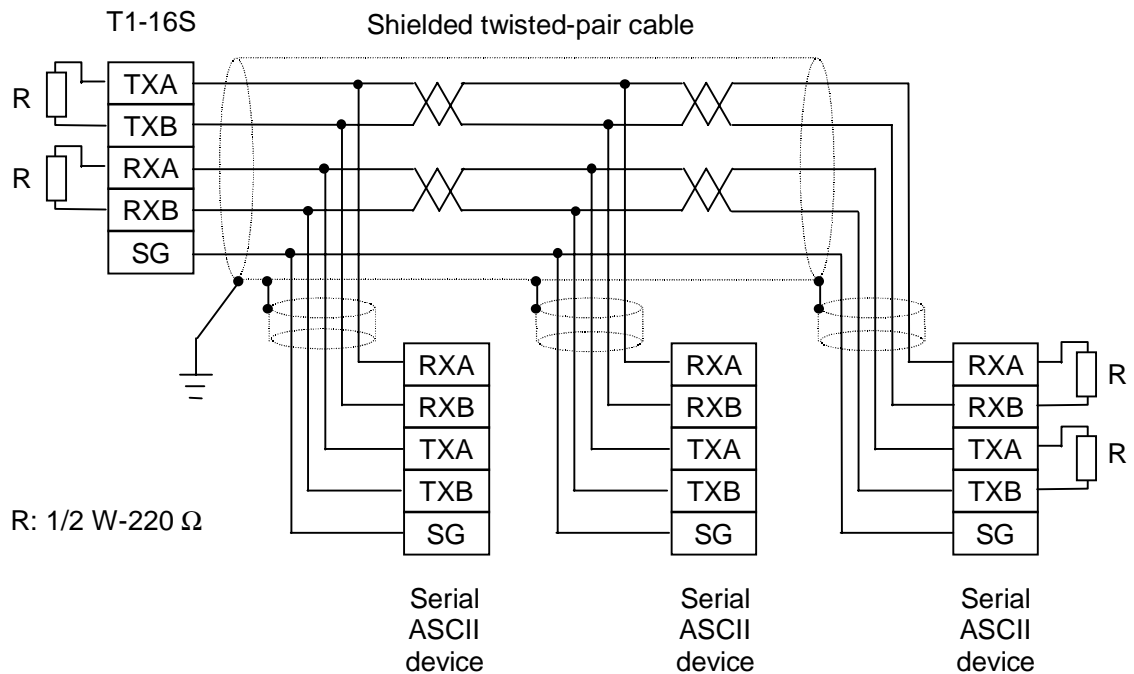 T1-16S
Shielded twisted-pair cable
R
TXA
TXB
R
RXA
RXB
SG
RXA
RXB
TXA
TXB
SG
RXA
RXB
TXA
TXB
SG
RXA
RXB
TXA
TXB
SG
R
R
R: 1/2 W-220 Ω
Serial
ASCII
device
Serial
ASCII
device
Serial
ASCII
device